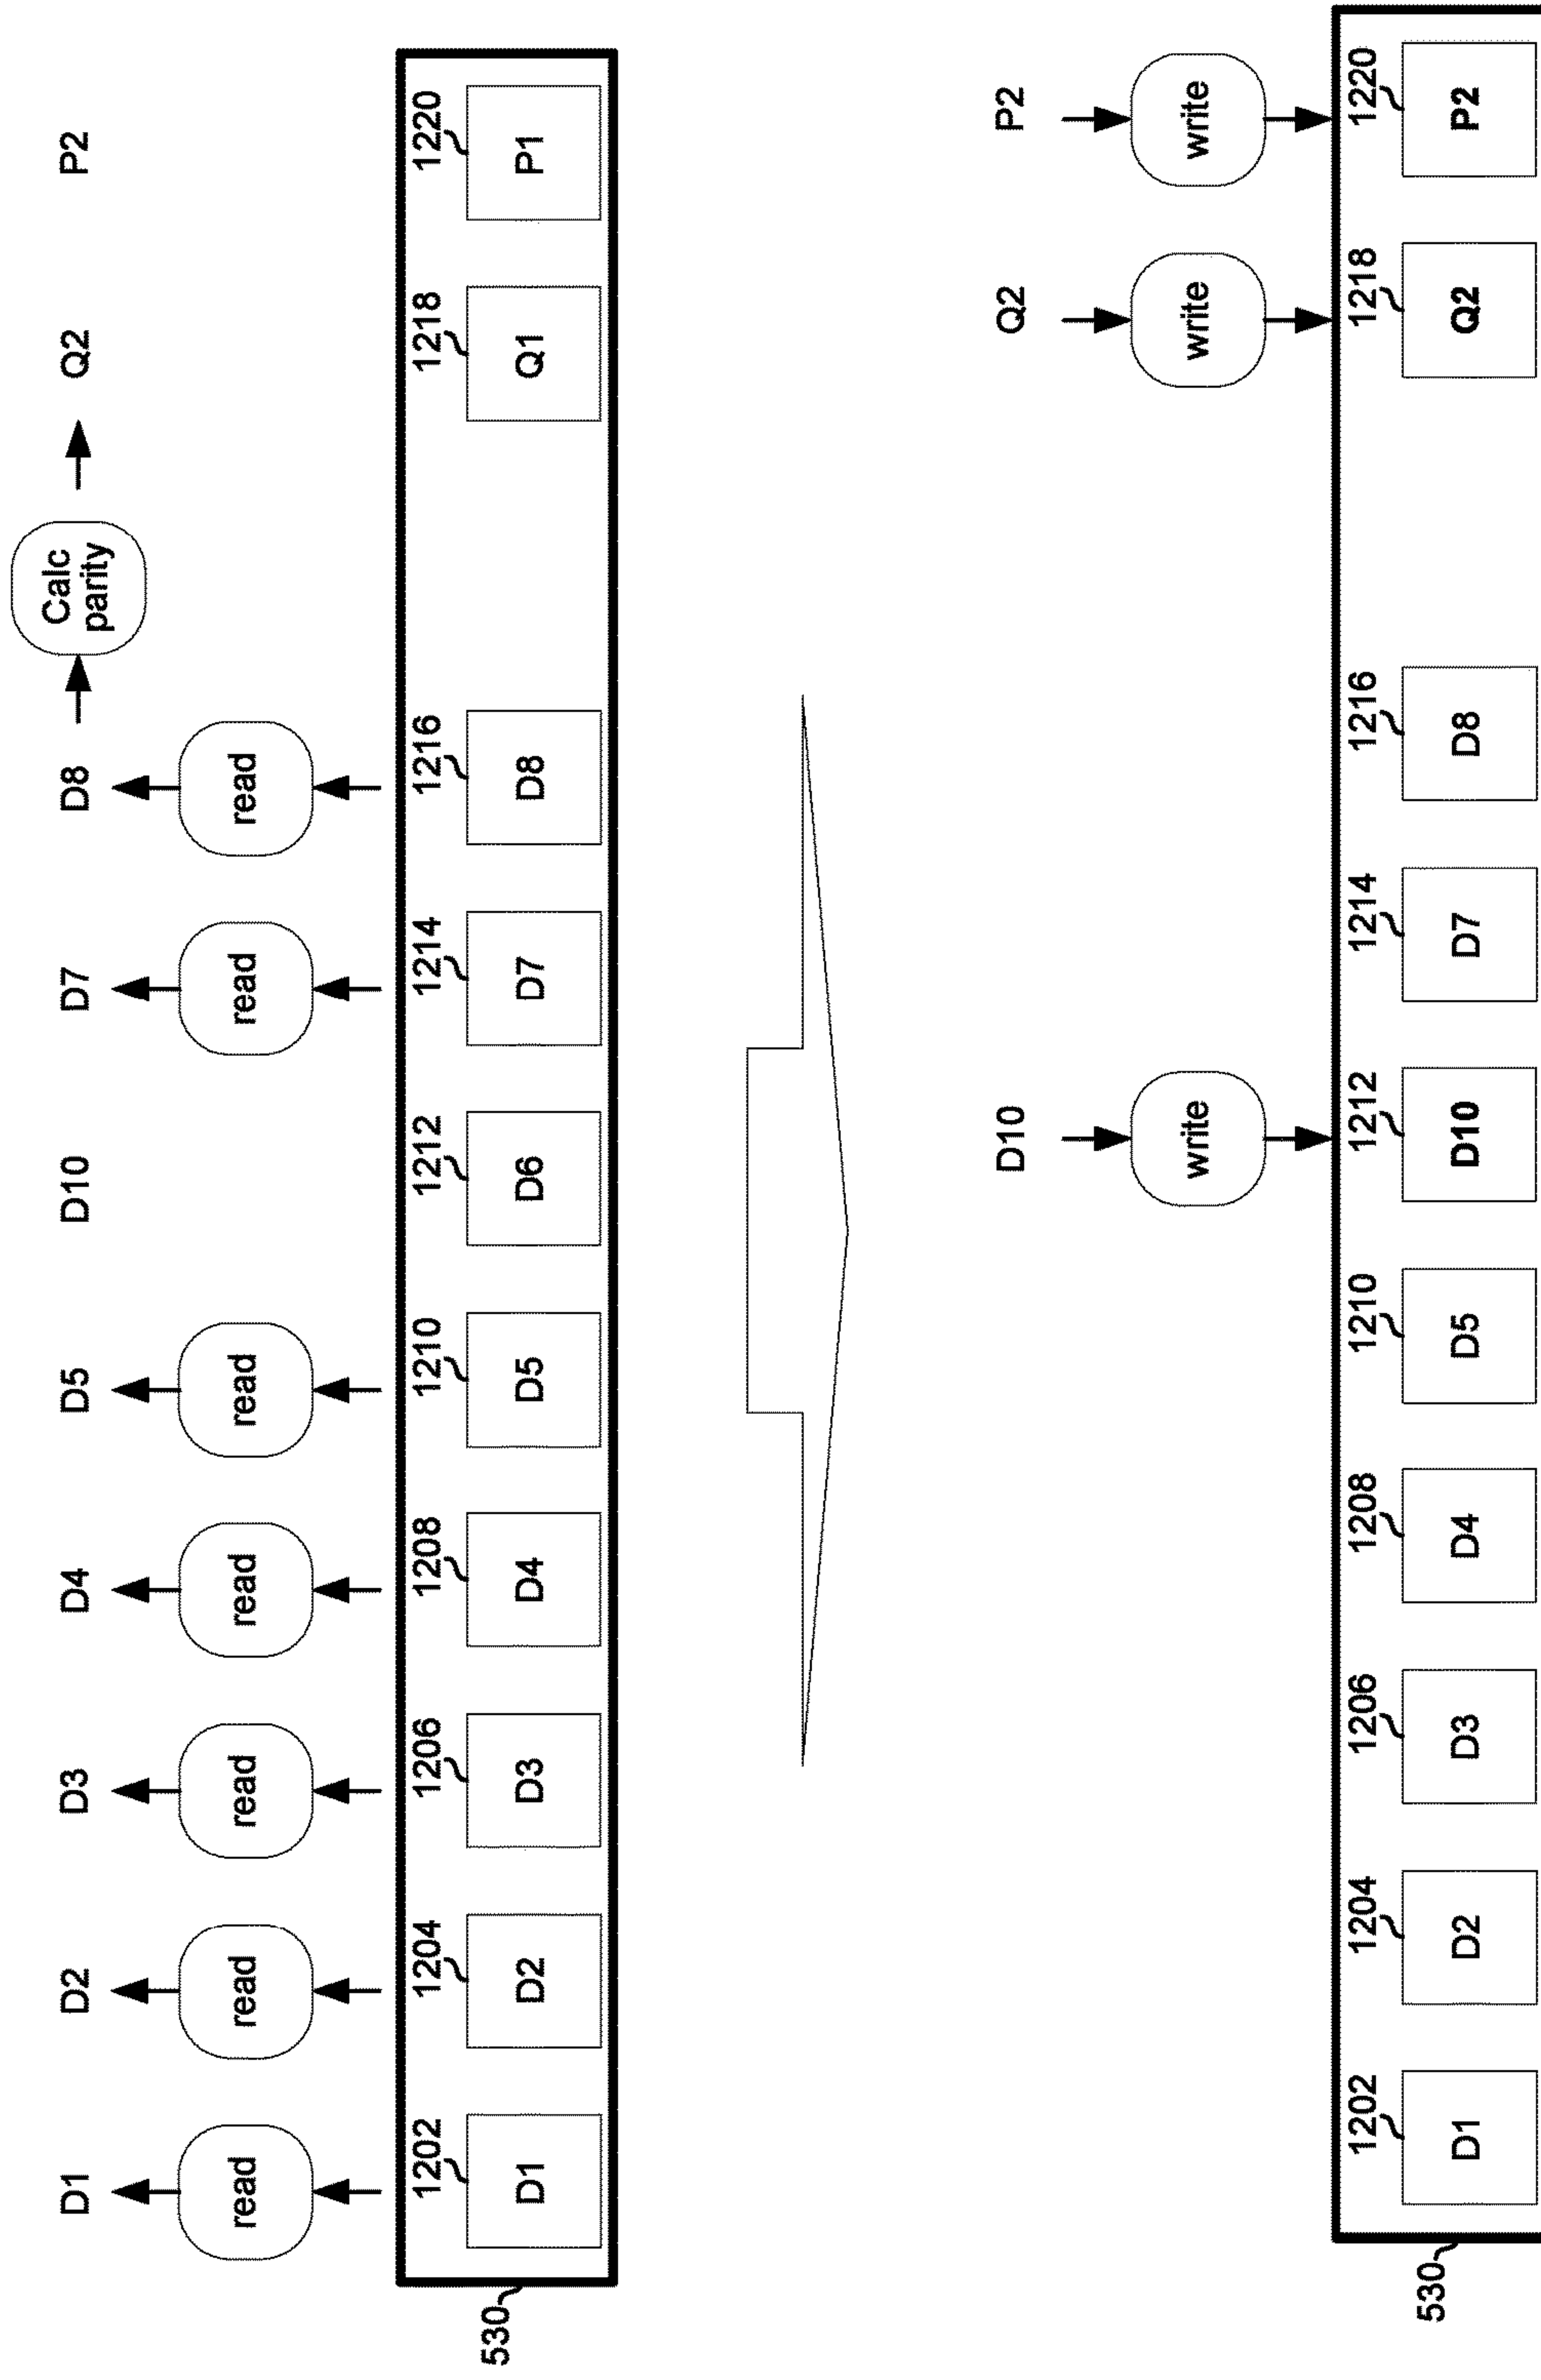 D1 D2 D3 D4 D5 D10 D7 D8 Calc parity Q2 P2
read read read read read read read
1202 1204 1206 1208 1210 1212 1214 1216 1218 1220
D1 D2 D3 D4 D5 D6 D7 D8 Q1 P1
530
D10 Q2 P2
write write write
1202 1204 1206 1208 1210 1212 1214 1216 1218 1220
D1 D2 D3 D4 D5 D10 D7 D8 Q2 P2
530